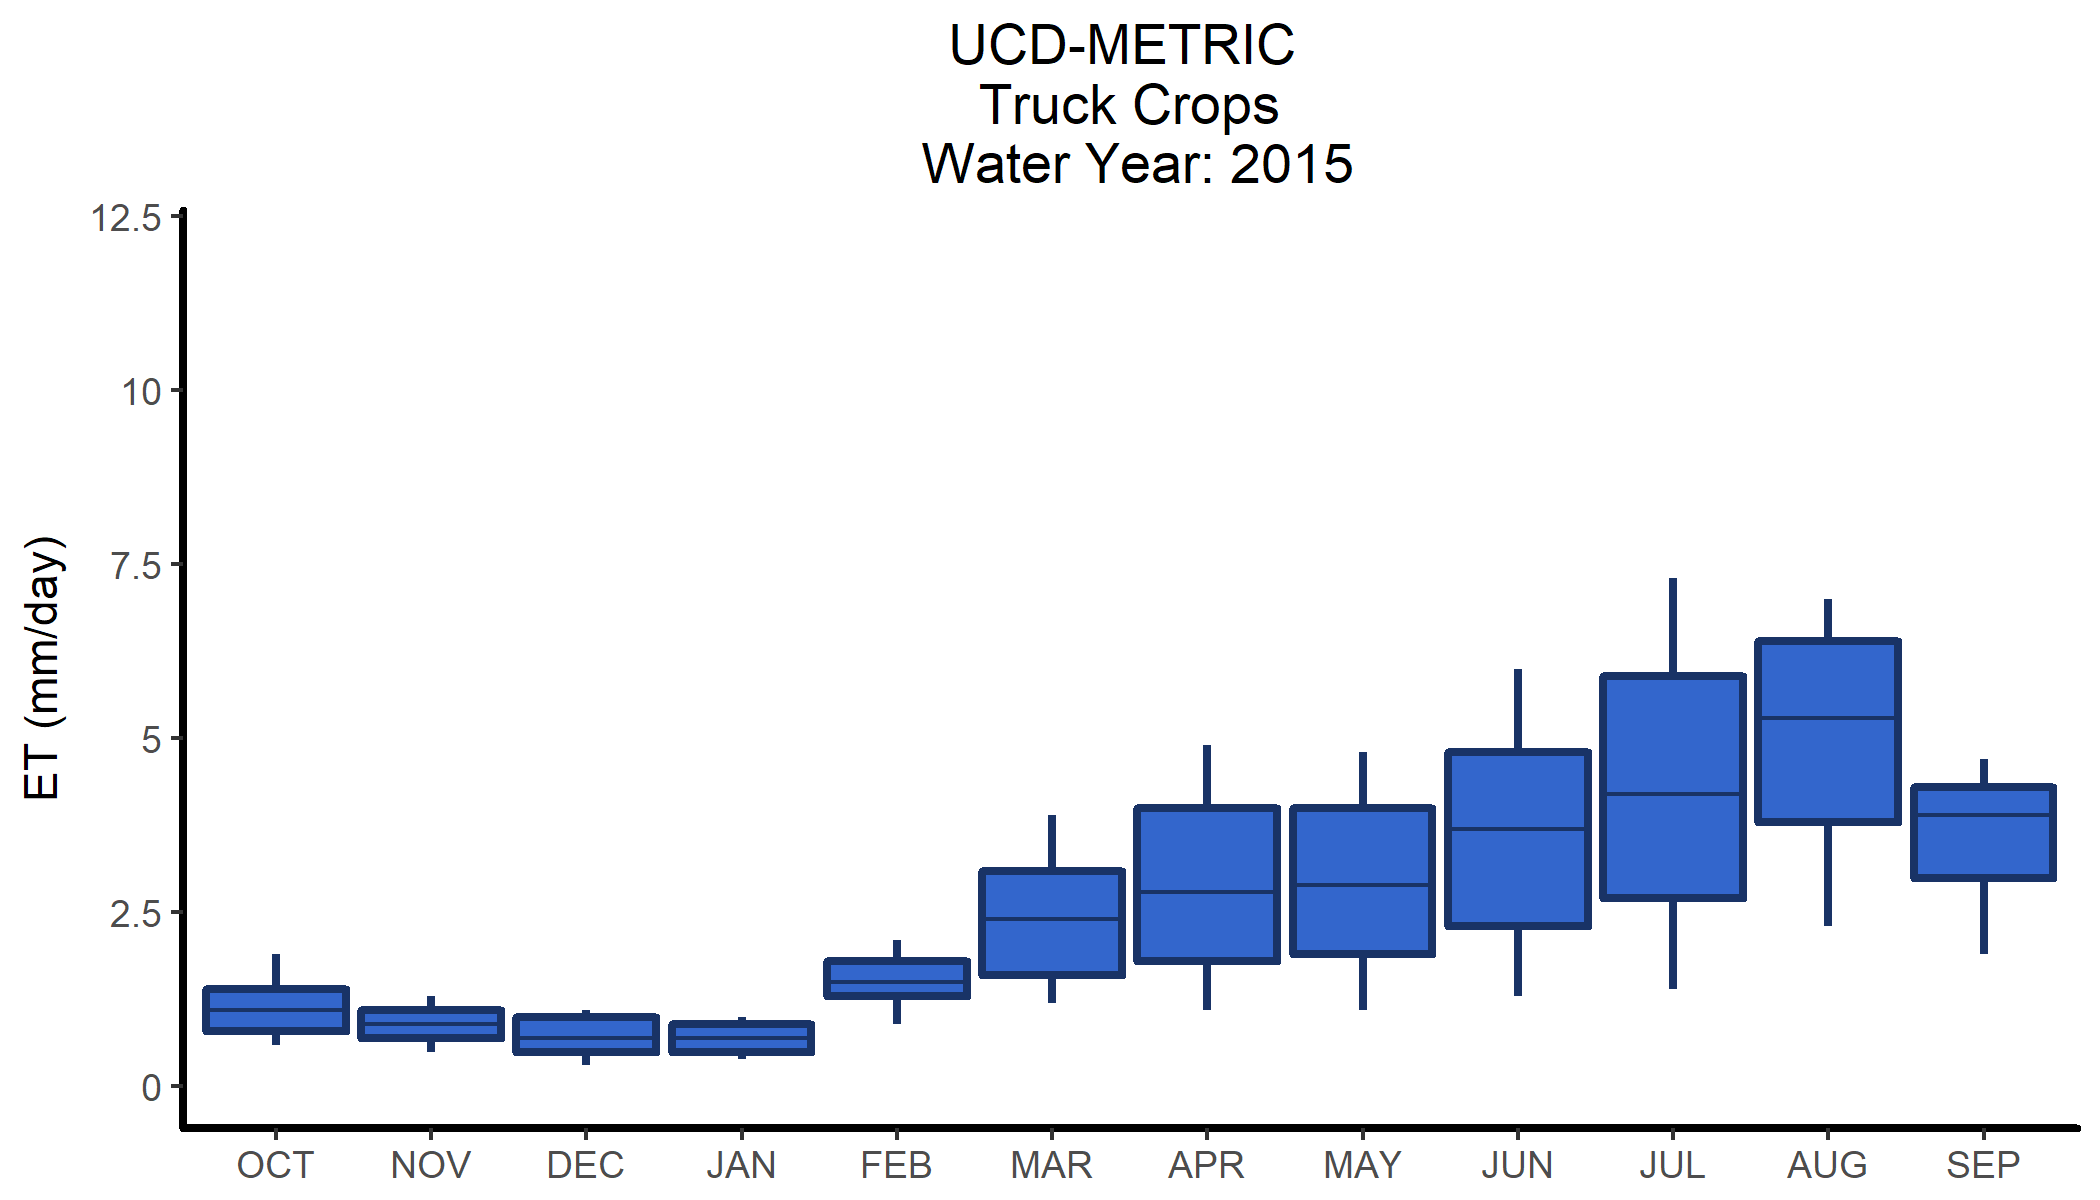 UCD-METRIC
Truck Crops
Water Year: 2015
12.5
10
7.5
5
2.5
0
ET (mm/day)
OCT NOV DEC JAN FEB MAR APR MAY JUN JUL AUG SEP